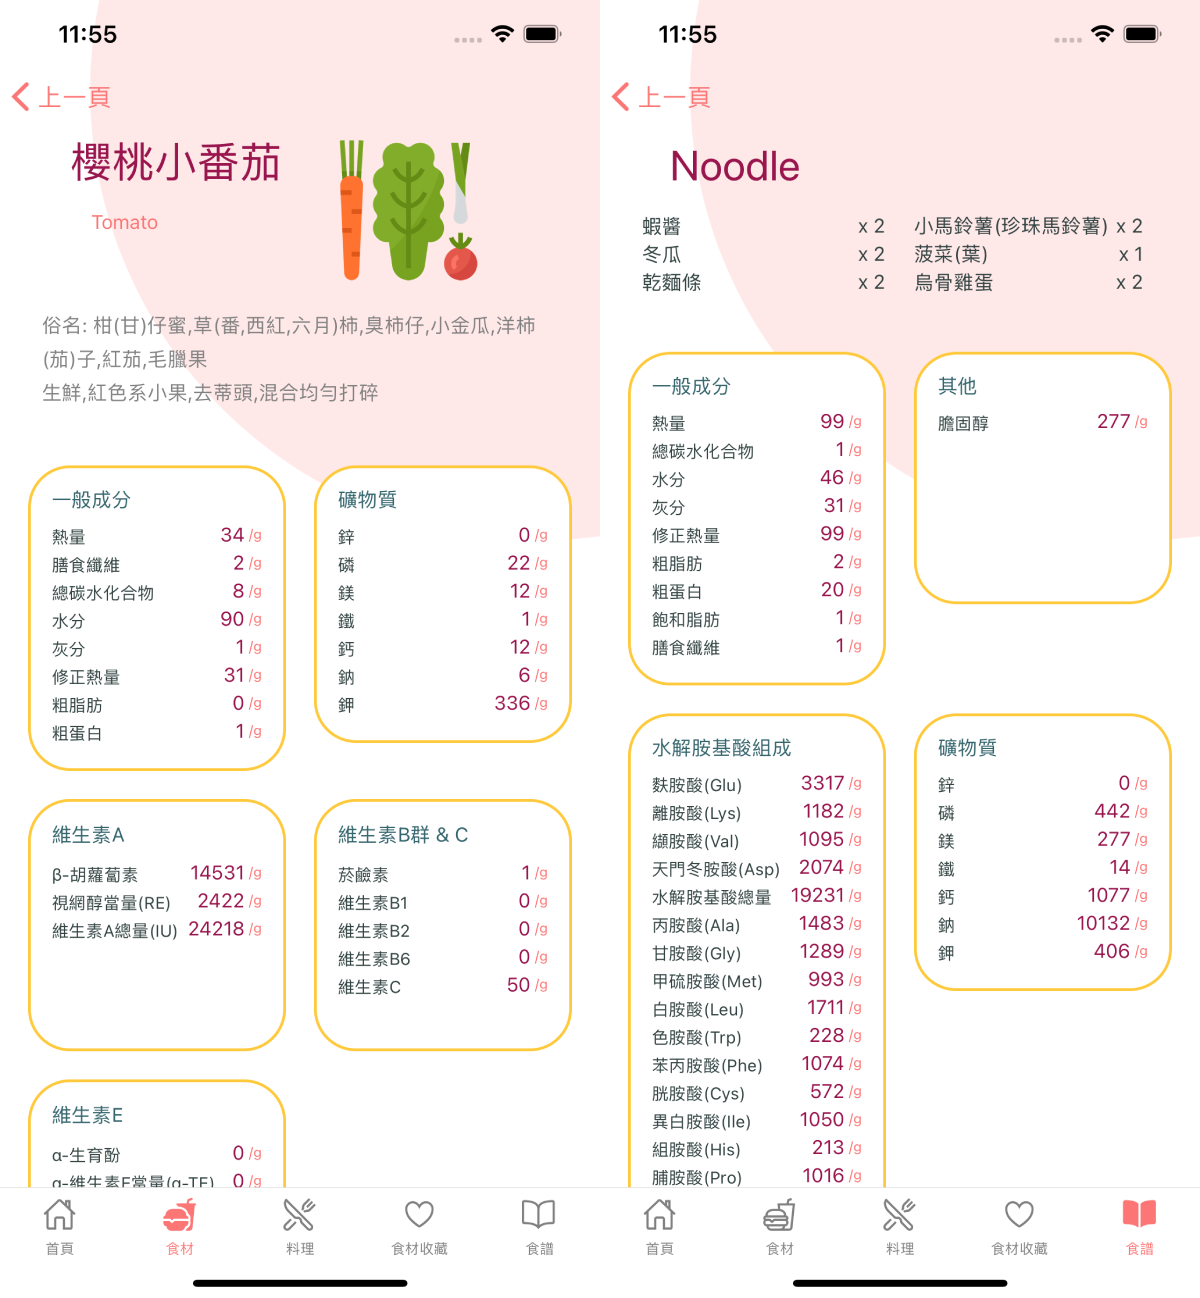 11:55
上一頁
櫻桃小番茄
Tomato
俗名: 柑(甘)仔蜜,草(番,西紅,六月)柿,臭柿仔,小金瓜,洋柿
(茄)子,紅茄,毛臘果
生鮮,紅色系小果,去蒂頭,混合均勻打碎
一般成分
熱量 34 /g
膳食纖維 2 /g
總碳水化合物 8 /g
水分 90 /g
灰分 1 /g
修正熱量 31 /g
粗脂肪 0 /g
粗蛋白 1 /g
礦物質
鋅 0 /g
磷 22 /g
鎂 12 /g
鐵 1 /g
鈣 12 /g
鈉 6 /g
鉀 336 /g
維生素A
β-胡蘿蔔素 14531 /g
視網醇當量(RE) 2422 /g
維生素A總量(IU) 24218 /g
維生素B群 & C
菸鹼素 1 /g
維生素B1 0 /g
維生素B2 0 /g
維生素B6 0 /g
維生素C 50 /g
維生素E
α-生育酚 0 /g
α-維生素E當量(α-TE) 0 /g
首頁
食材
料理
食材收藏
食譜
11:55
上一頁
Noodle
蝦醬 x 2 小馬鈴薯(珍珠馬鈴薯) x 2
冬瓜 x 2 菠菜(葉) x 1
乾麵條 x 2 烏骨雞蛋 x 2
一般成分
熱量 99 /g
總碳水化合物 1 /g
水分 46 /g
灰分 31 /g
修正熱量 99 /g
粗脂肪 2 /g
粗蛋白 20 /g
飽和脂肪 1 /g
膳食纖維 1 /g
其他
膽固醇 277 /g
水解胺基酸組成
麩胺酸(Glu) 3317 /g
離胺酸(Lys) 1182 /g
纈胺酸(Val) 1095 /g
天門冬胺酸(Asp) 2074 /g
水解胺基酸總量 19231 /g
丙胺酸(Ala) 1483 /g
甘胺酸(Gly) 1289 /g
甲硫胺酸(Met) 993 /g
白胺酸(Leu) 1711 /g
色胺酸(Trp) 228 /g
苯丙胺酸(Phe) 1074 /g
胱胺酸(Cys) 572 /g
異白胺酸(Ile) 1050 /g
組胺酸(His) 213 /g
脯胺酸(Pro) 1016 /g
礦物質
鋅 0 /g
磷 442 /g
鎂 277 /g
鐵 14 /g
鈣 1077 /g
鈉 10132 /g
鉀 406 /g
首頁
食材
料理
食材收藏
食譜